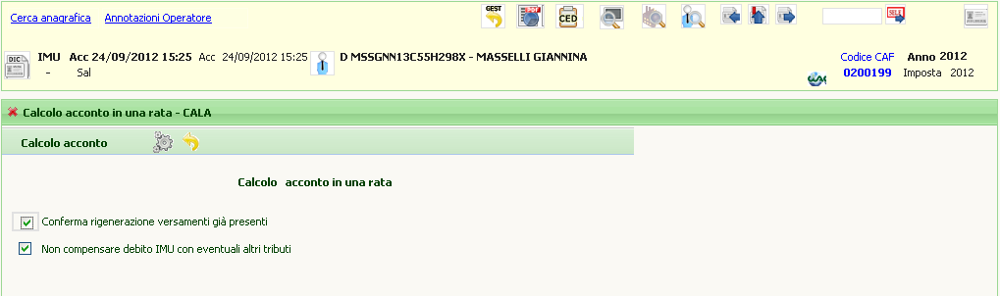 Cerca anagrafica Annotazioni Operatore GEST PDF CED SELE
DIC IMU Acc 24/09/2012 15:25 Acc 24/09/2012 15:25 D MSSGNN13C55H298X - MASSELLI GIANNINA Codice CAF Anno 2012
- Sal 0200199 Imposta 2012
Calcolo acconto in una rata - CALA
Calcolo acconto
Calcolo acconto in una rata
Conferma rigenerazione versamenti già presenti
Non compensare debito IMU con eventuali altri tributi